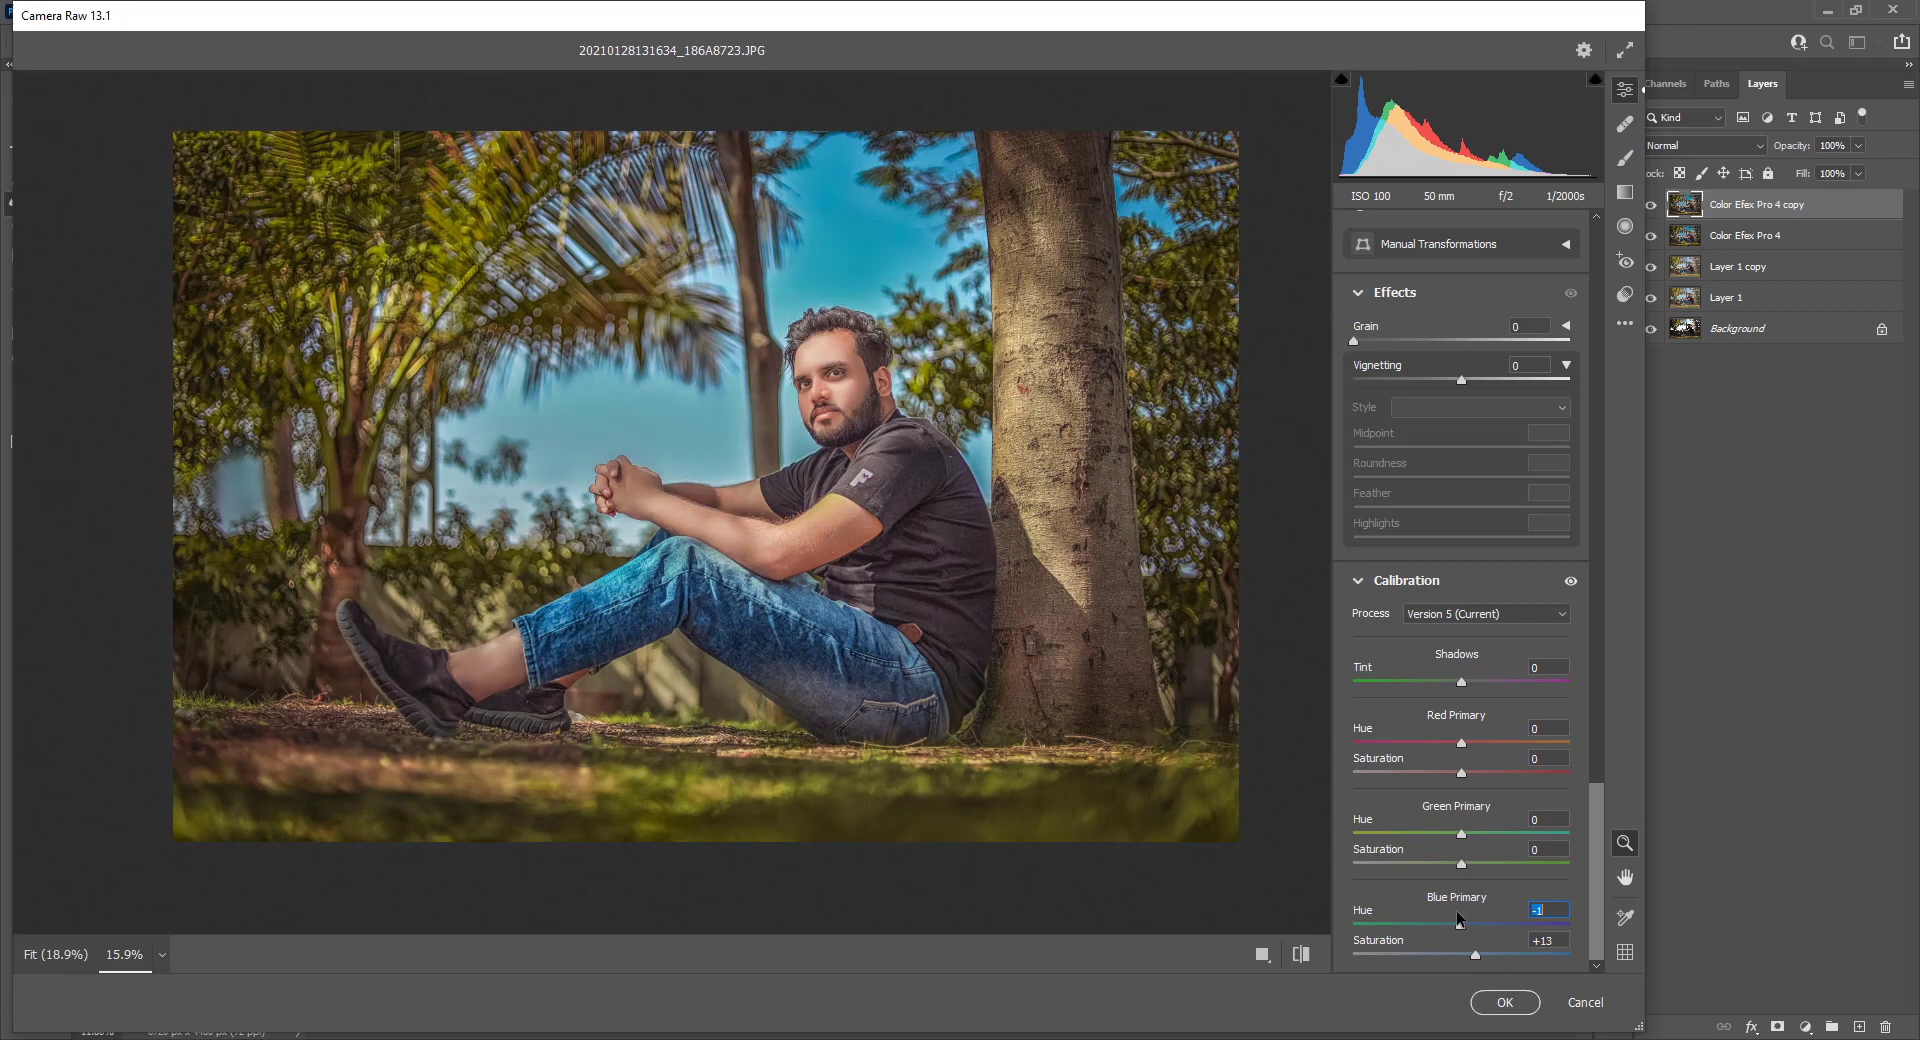 Camera Raw 13.1
20210128131634_186A8723.JPG
ISO 100 50 mm f/2 1/2000s
Manual Transformations
Effects
Grain 0
Vignetting 0
Style
Midpoint
Roundness
Feather
Highlights
Calibration
Process Version 5 (Current)
Shadows
Tint 0
Red Primary
Hue 0
Saturation 0
Green Primary
Hue 0
Saturation 0
Blue Primary
Hue -1
Saturation +13
Fit (18.9%) 15.9%
OK Cancel
Channels Paths Layers
Kind
Normal Opacity: 100%
ock: Fill: 100%
Color Efex Pro 4 copy
Color Efex Pro 4
Layer 1 copy
Layer 1
Background
fx